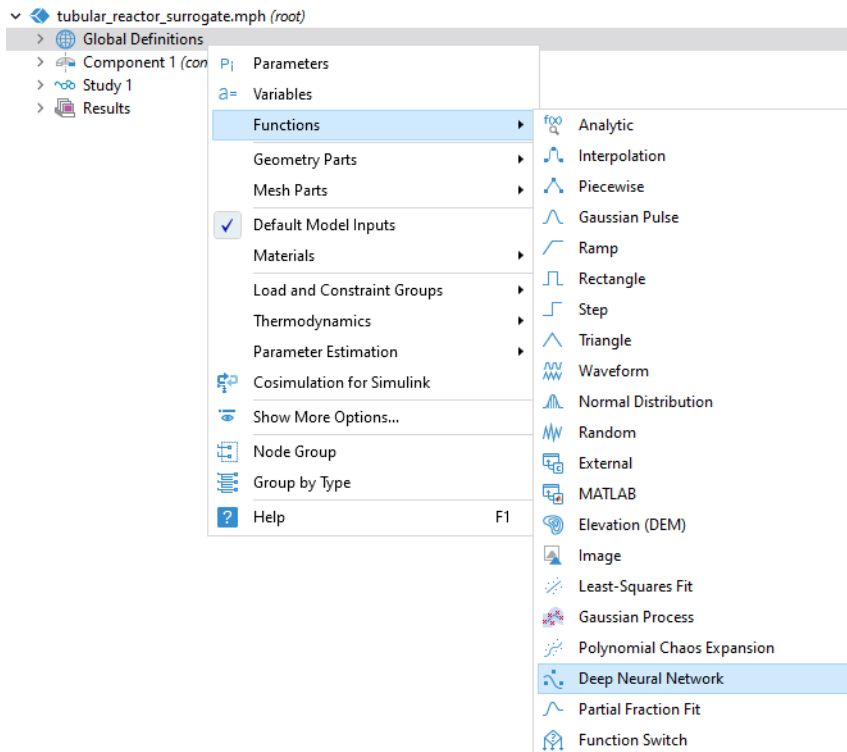 tubular_reactor_surrogate.mph (root)
Global Definitions
Component 1 (con
Study 1
Results
Pi Parameters
a= Variables
Functions
Geometry Parts
Mesh Parts
Default Model Inputs
Materials
Load and Constraint Groups
Thermodynamics
Parameter Estimation
Cosimulation for Simulink
Show More Options...
Node Group
Group by Type
? Help F1
f(x) Analytic
Interpolation
Piecewise
Gaussian Pulse
Ramp
Rectangle
Step
Triangle
Waveform
Normal Distribution
Random
External
MATLAB
Elevation (DEM)
Image
Least-Squares Fit
Gaussian Process
Polynomial Chaos Expansion
Deep Neural Network
Partial Fraction Fit
Function Switch